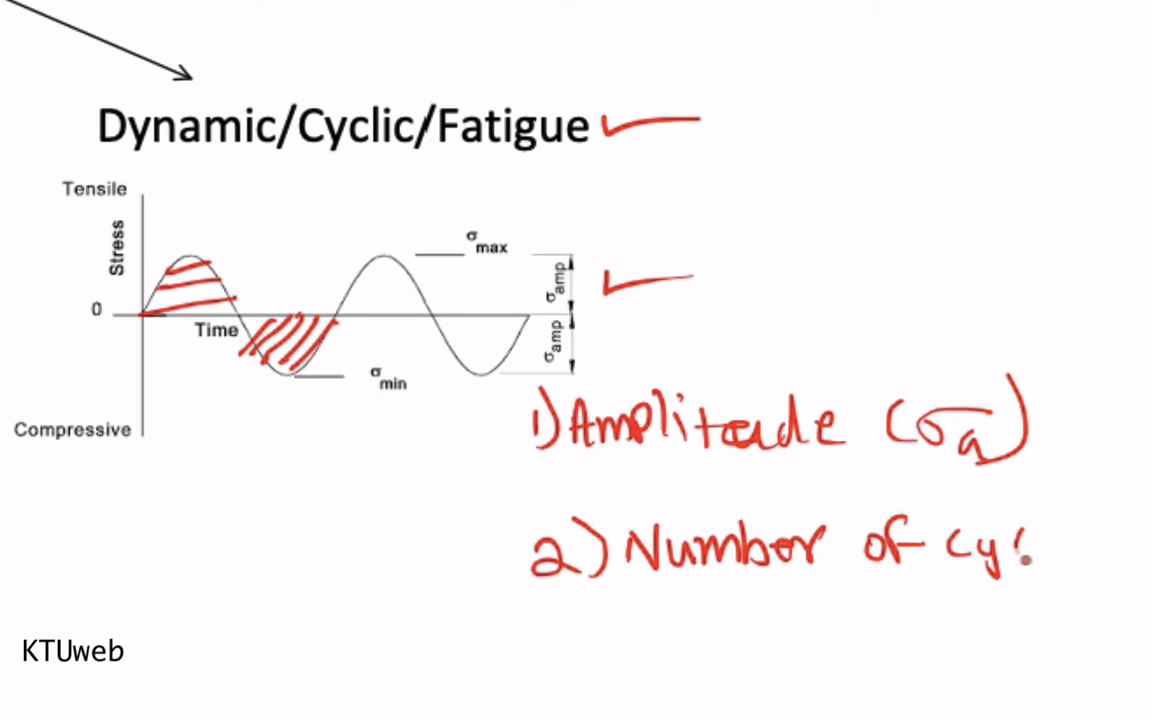 Dynamic/Cyclic/Fatigue
Tensile
Stress
σmax
σamp
0
Time
σamp
σmin
Compressive
1) Amplitude (σa)
2) Number of cy
KTUweb